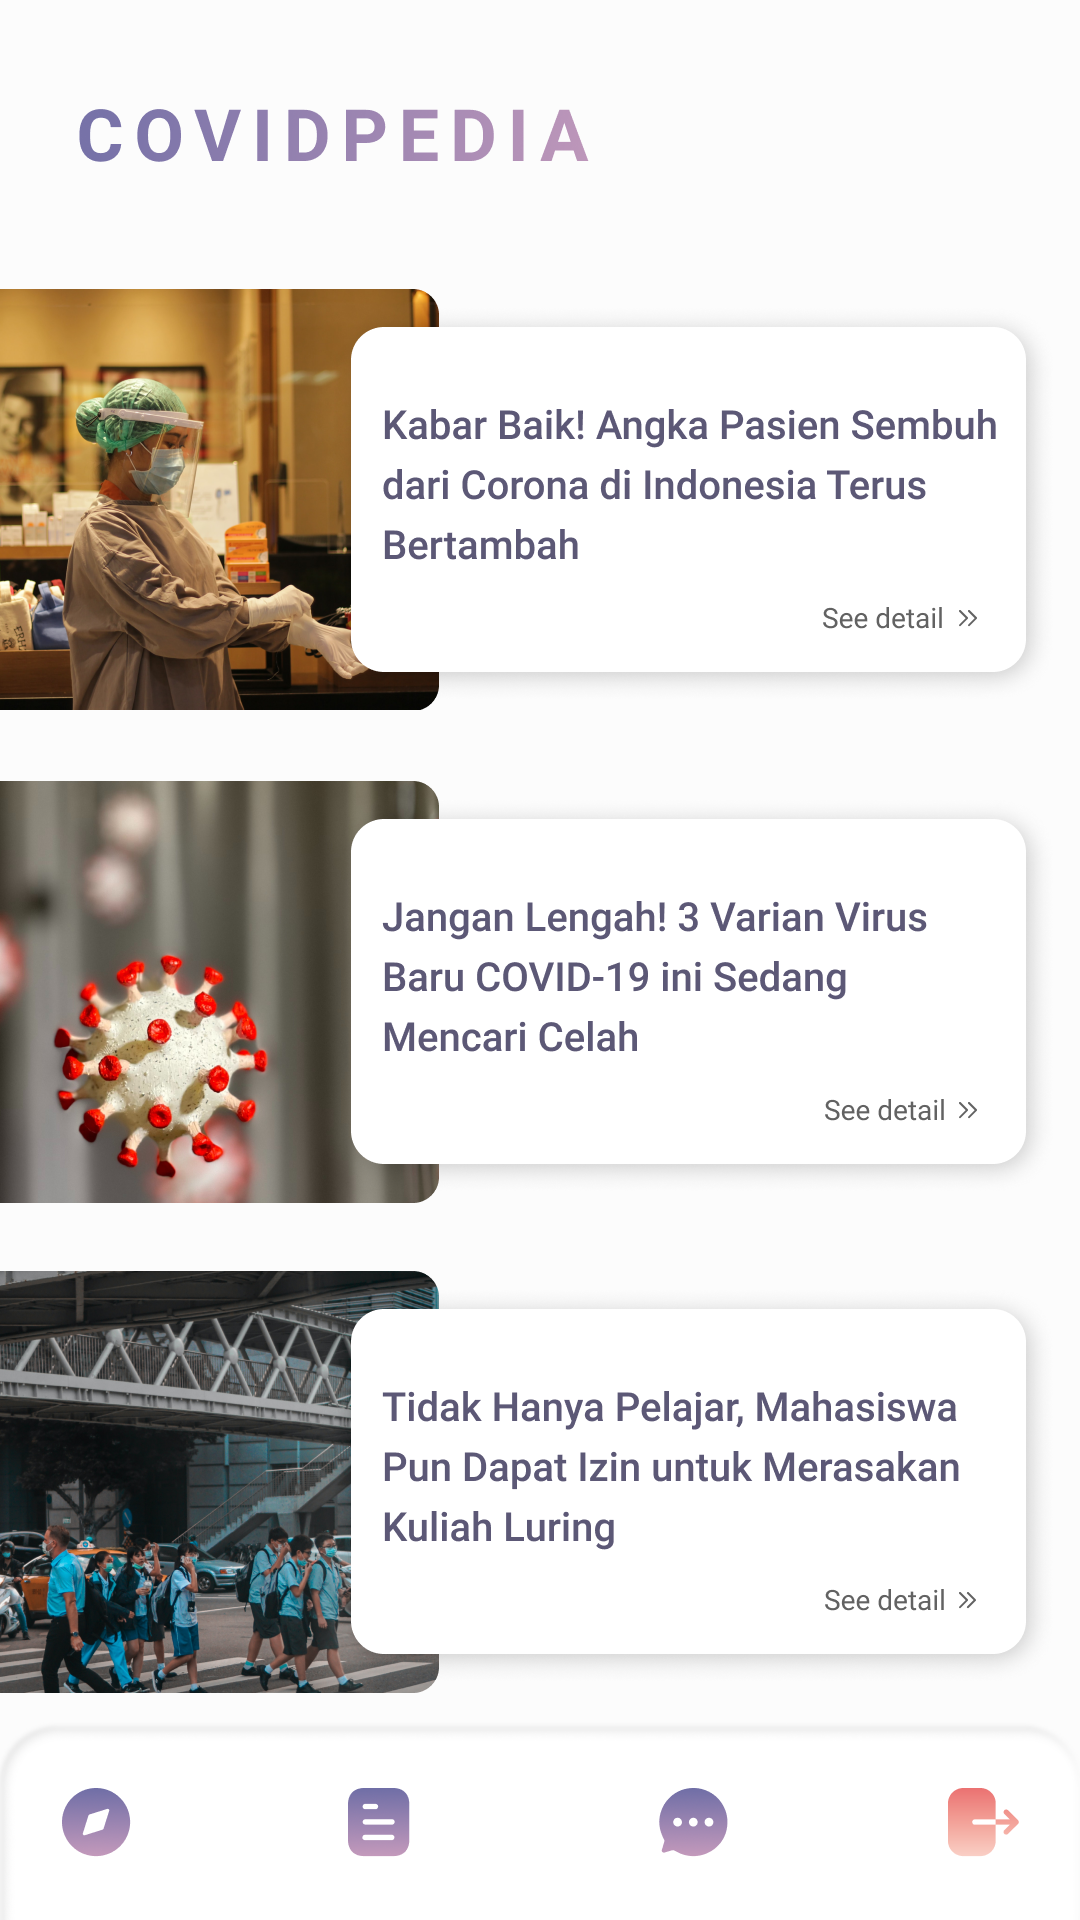 COVIDPEDIA
Kabar Baik! Angka Pasien Sembuh
dari Corona di Indonesia Terus
Bertambah
See detail
Jangan Lengah! 3 Varian Virus
Baru COVID-19 ini Sedang
Mencari Celah
See detail
Tidak Hanya Pelajar, Mahasiswa
Pun Dapat Izin untuk Merasakan
Kuliah Luring
See detail